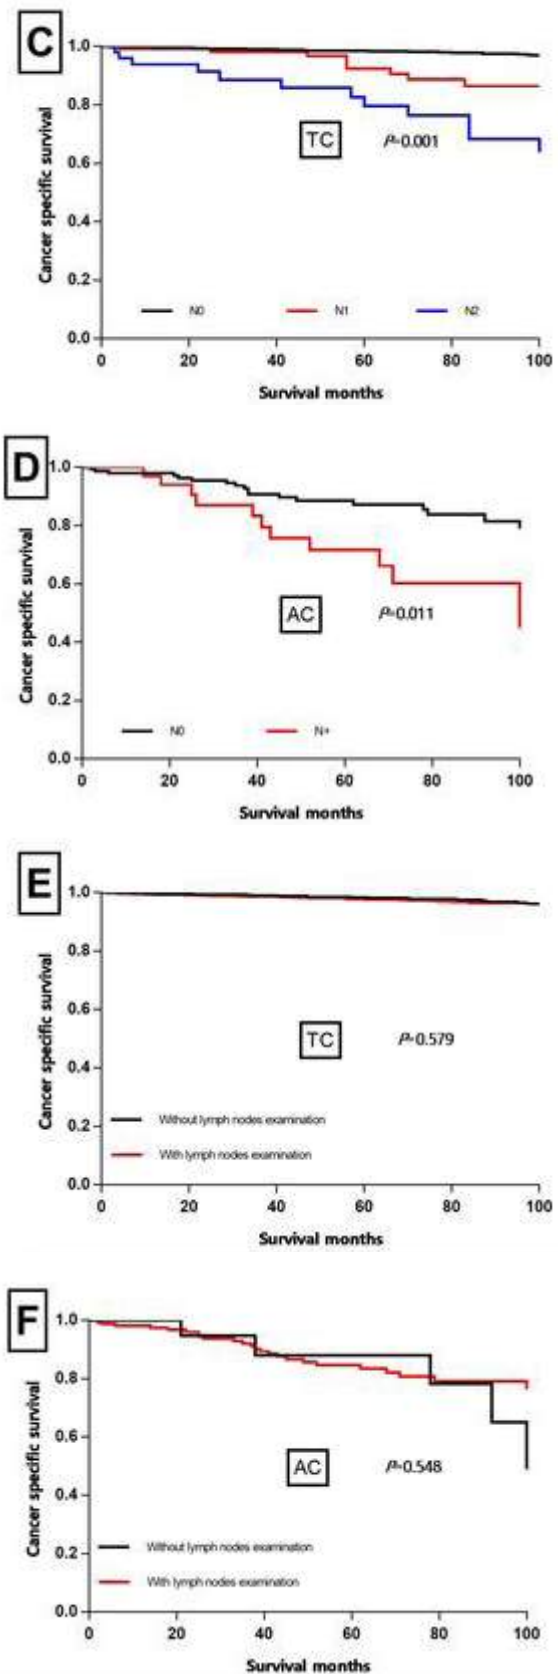 C
1.0
0.8
0.6
0.4
0.2
0.0
Cancer specific survival
TC
P=0.001
N0 N1 N2
0 20 40 60 80 100
Survival months
D
1.0
0.8
0.6
0.4
0.2
0.0
Cancer specific survival
AC
P=0.011
N0 N+
0 20 40 60 80 100
Survival months
E
1.0
0.8
0.6
0.4
0.2
0.0
Cancer specific survival
TC
P=0.579
Without lymph nodes examination
With lymph nodes examination
0 20 40 60 80 100
Survival months
F
1.0
0.8
0.6
0.4
0.2
0.0
Cancer specific survival
AC
P=0.548
Without lymph nodes examination
With lymph nodes examination
0 20 40 60 80 100
Survival months